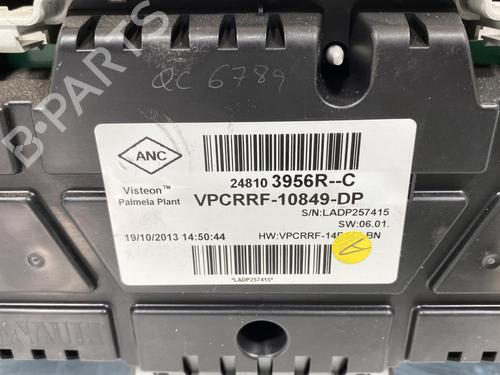 QC 6789
ANC
Visteon™
Palmela Plant
24810 3956R--C
VPCRRF-10849-DP
S/N:LADP257415
SW:06.01.
19/10/2013 14:50:44
*LADP257415*